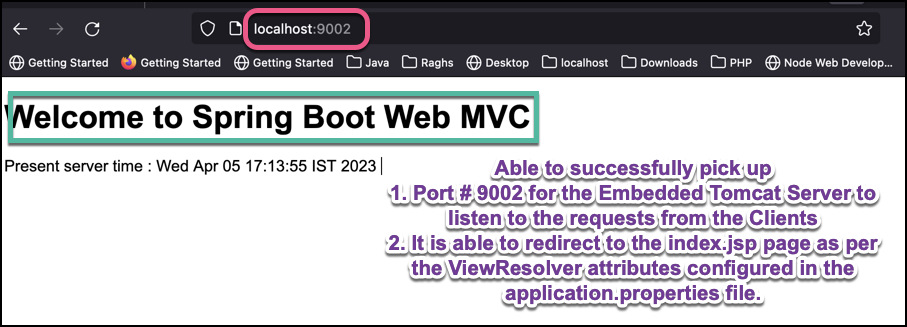 localhost:9002
Getting Started Getting Started Getting Started Java Raghs Desktop localhost Downloads PHP Node Web Develop...
Welcome to Spring Boot Web MVC
Present server time : Wed Apr 05 17:13:55 IST 2023
Able to successfully pick up
1. Port # 9002 for the Embedded Tomcat Server to
listen to the requests from the Clients
2. It is able to redirect to the index.jsp page as per
the ViewResolver attributes configured in the
application.properties file.